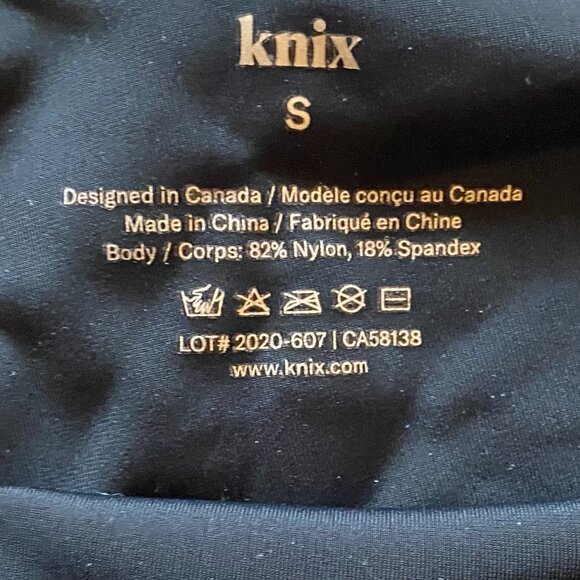 knix
S
Designed in Canada / Modèle conçu au Canada
Made in China / Fabriqué en Chine
Body / Corps: 82% Nylon, 18% Spandex
LOT# 2020-607 | CA58138
www.knix.com